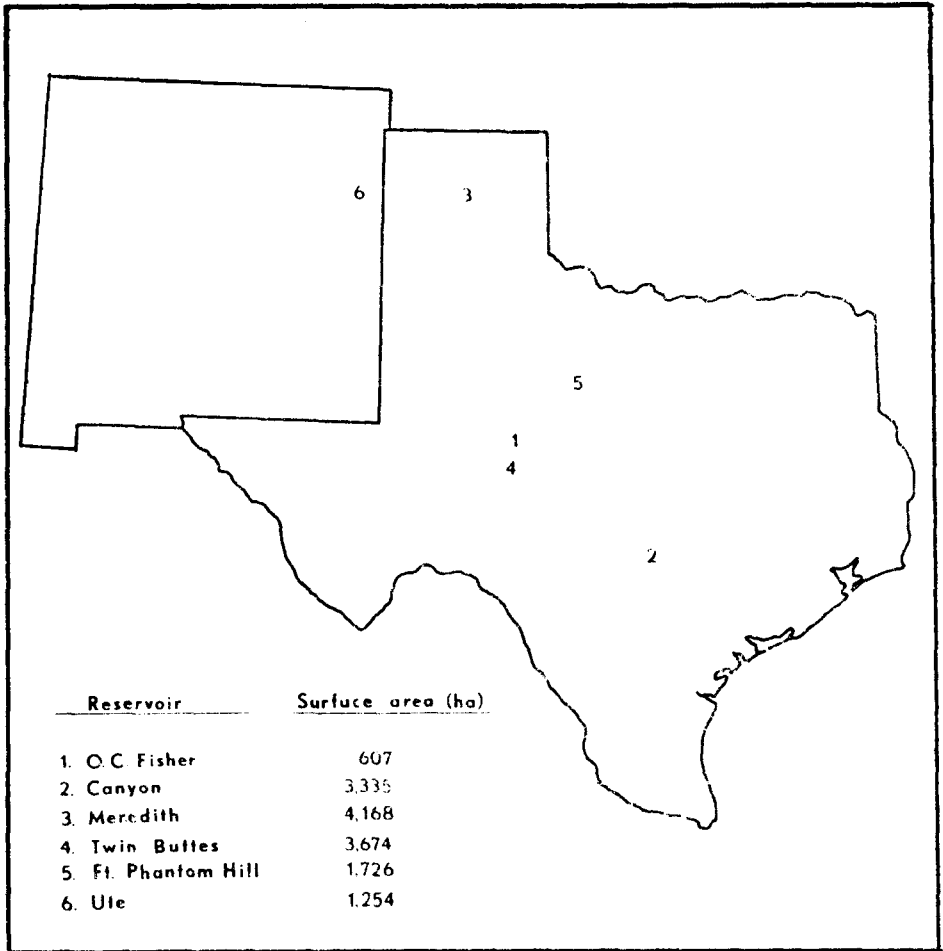 6
3
5
1
4
2
Reservoir Surface area (ha)
1. O.C. Fisher 607
2. Canyon 3,335
3. Meredith 4,168
4. Twin Buttes 3,674
5. Ft. Phantom Hill 1,726
6. Ute 1,254